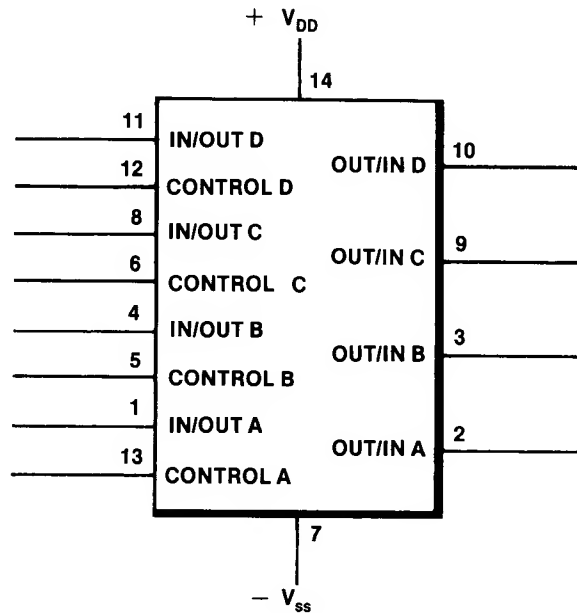 + VDD
14
11
IN/OUT D
10
OUT/IN D
12
CONTROL D
8
IN/OUT C
9
OUT/IN C
6
CONTROL C
4
IN/OUT B
3
OUT/IN B
5
CONTROL B
1
IN/OUT A
2
OUT/IN A
13
CONTROL A
7
− Vss